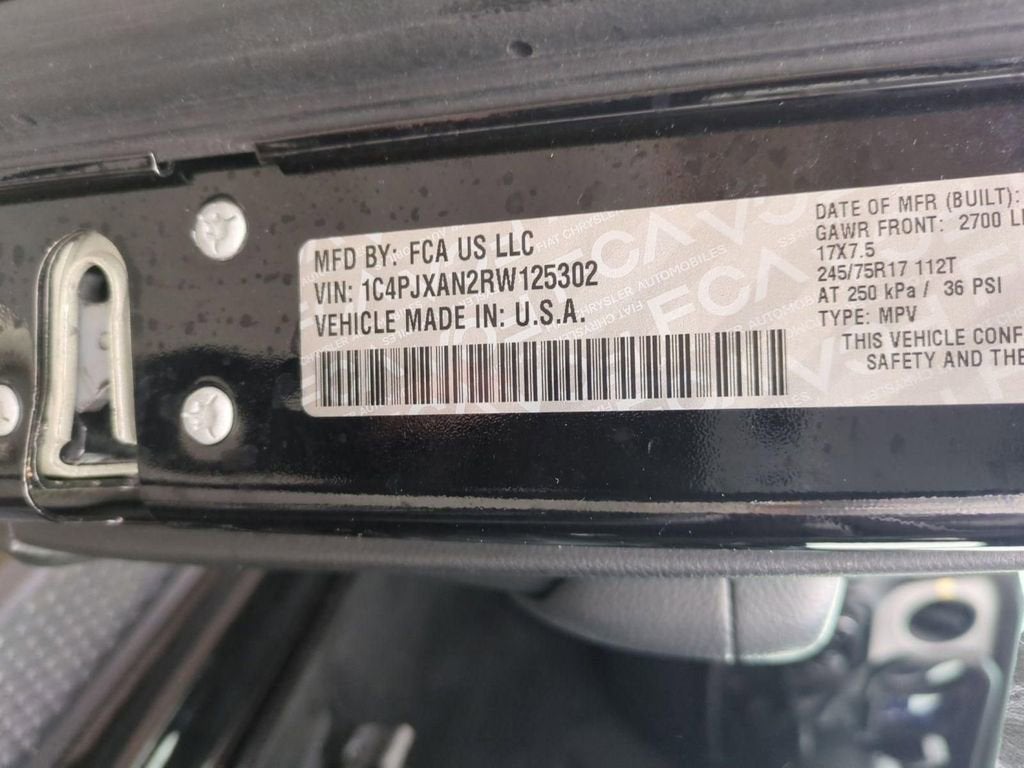 MFD BY: FCA US LLC
VIN: 1C4PJXAN2RW125302
VEHICLE MADE IN: U.S.A.
DATE OF MFR (BUILT):
GAWR FRONT: 2700
17X7.5
245/75R17 112T
AT 250 kPa / 36 PSI
TYPE: MPV
THIS VEHICLE
SAFETY AND THE